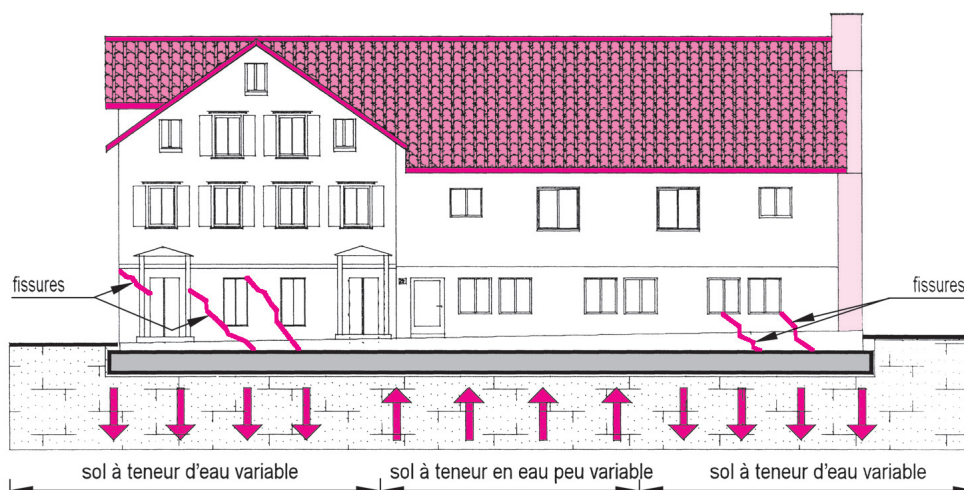 fissures
fissures
sol à teneur d'eau variable
sol à teneur en eau peu variable
sol à teneur d'eau variable